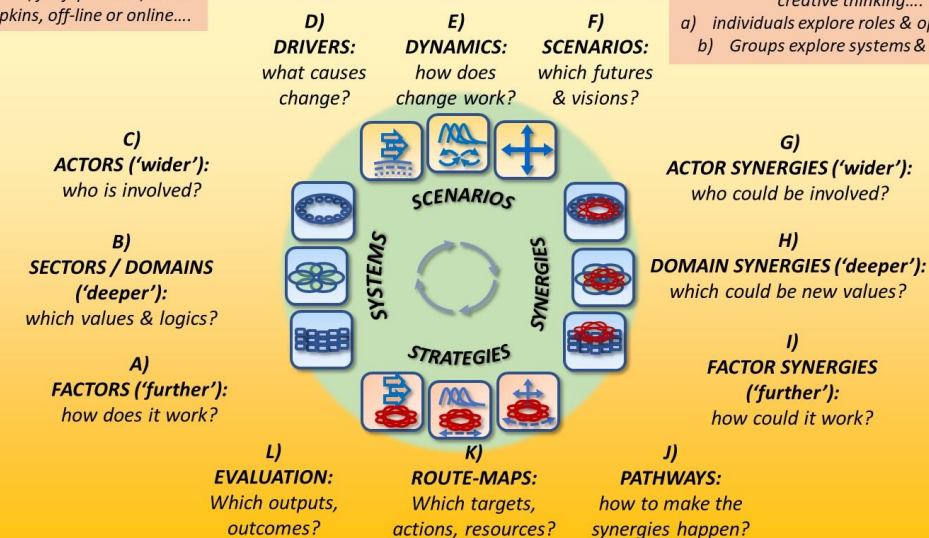 pkins, off-line or online….
creative thinking….
a) individuals explore roles & o
b) Groups explore systems &
D)
DRIVERS:
what causes
change?
E)
DYNAMICS:
how does
change work?
F)
SCENARIOS:
which futures
& visions?
C)
ACTORS (‘wider’):
who is involved?
B)
SECTORS / DOMAINS
(‘deeper’):
which values & logics?
A)
FACTORS (‘further’):
how does it work?
SCENARIOS
SYSTEMS
SYNERGIES
STRATEGIES
G)
ACTOR SYNERGIES (‘wider’):
who could be involved?
H)
DOMAIN SYNERGIES (‘deeper’):
which could be new values?
I)
FACTOR SYNERGIES
(‘further’):
how could it work?
L)
EVALUATION:
Which outputs,
outcomes?
K)
ROUTE-MAPS:
Which targets,
actions, resources?
J)
PATHWAYS:
how to make the
synergies happen?